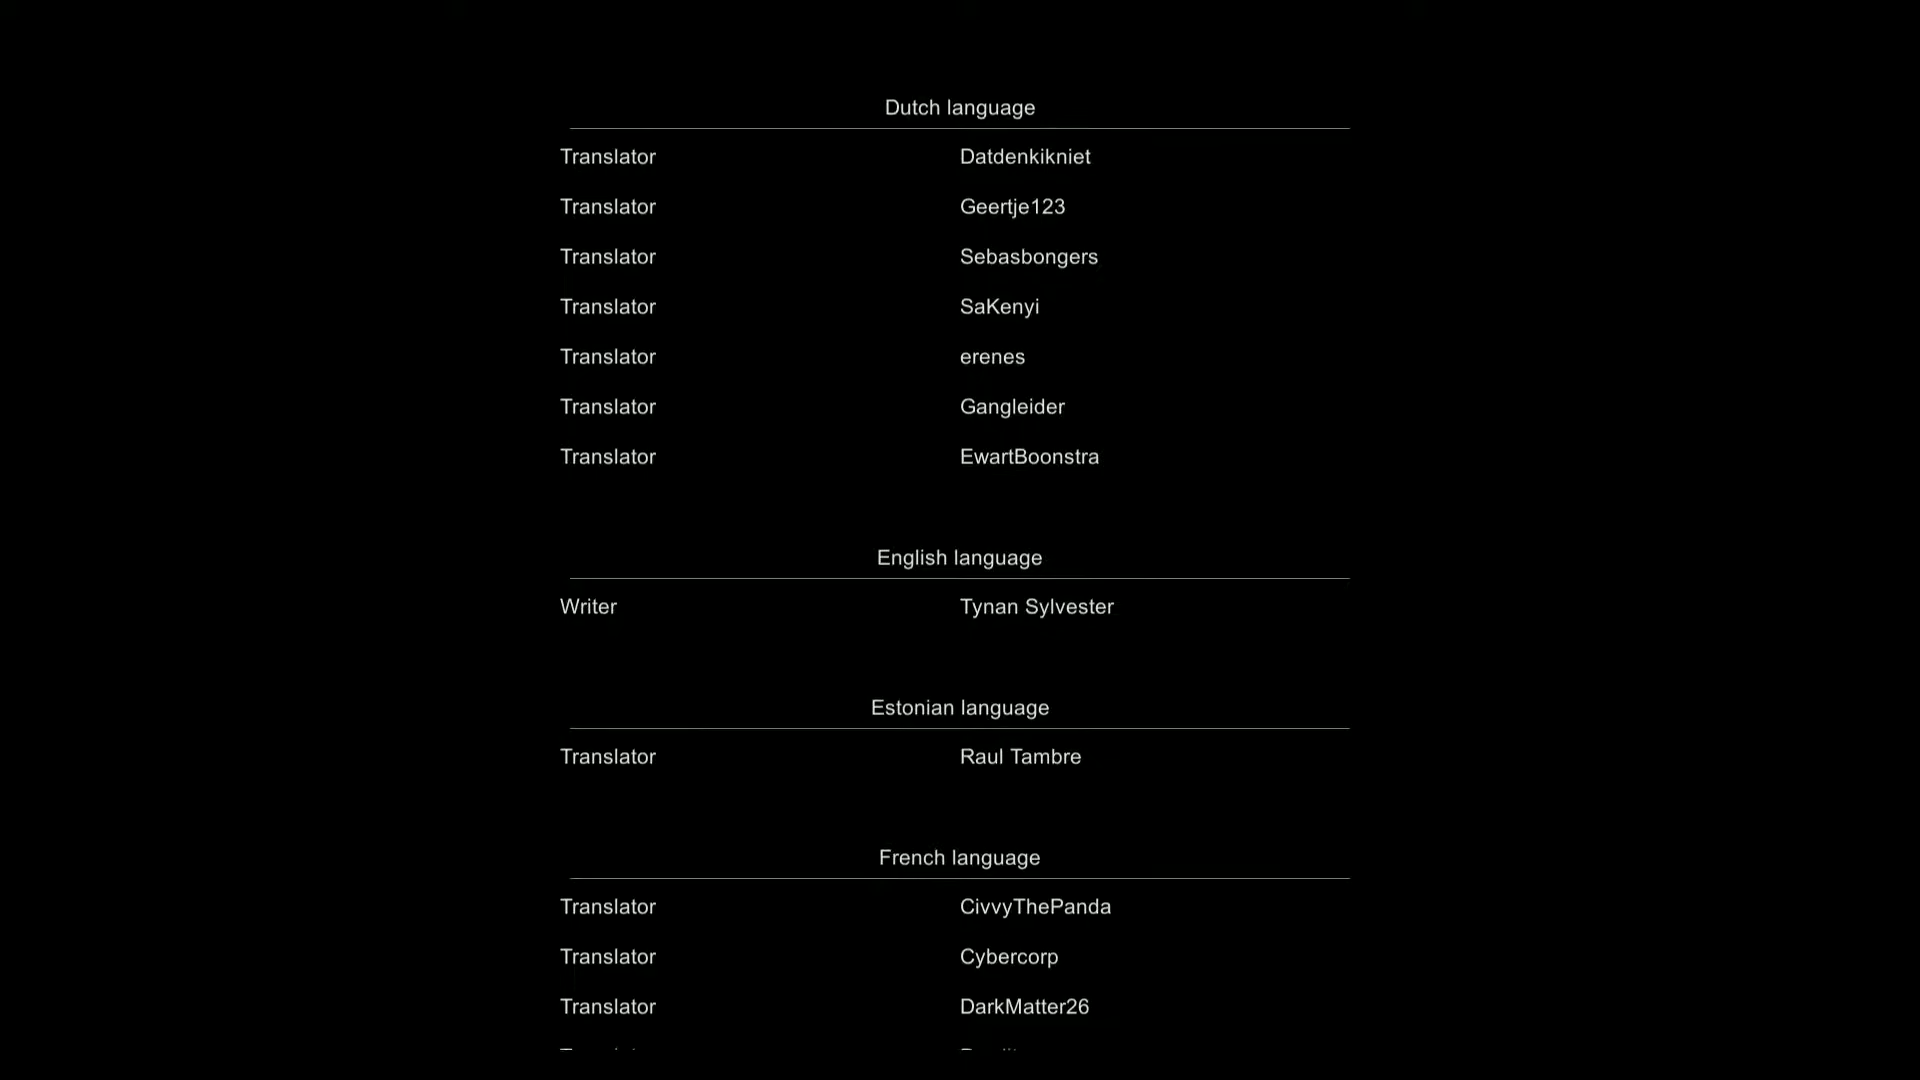 Dutch language
Translator Datdenkikniet
Translator Geertje123
Translator Sebasbongers
Translator SaKenyi
Translator erenes
Translator Gangleider
Translator EwartBoonstra
English language
Writer Tynan Sylvester
Estonian language
Translator Raul Tambre
French language
Translator CivvyThePanda
Translator Cybercorp
Translator DarkMatter26